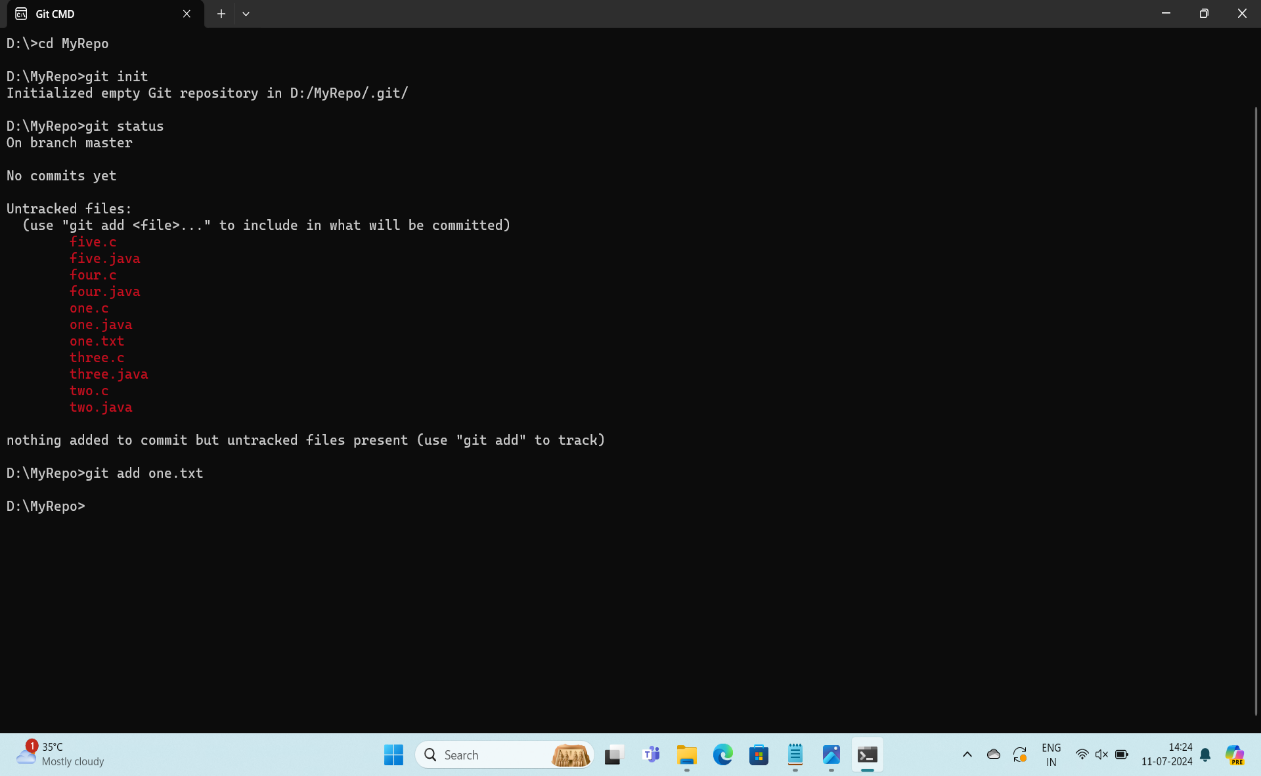 Git CMD
D:\>cd MyRepo
D:\MyRepo>git init
Initialized empty Git repository in D:/MyRepo/.git/
D:\MyRepo>git status
On branch master
No commits yet
Untracked files:
(use "git add <file>..." to include in what will be committed)
five.c
five.java
four.c
four.java
one.c
one.java
one.txt
three.c
three.java
two.c
two.java
nothing added to commit but untracked files present (use "git add" to track)
D:\MyRepo>git add one.txt
D:\MyRepo>
1
35°C
Mostly cloudy
Search
ENG
IN
14:24
11-07-2024
PRE